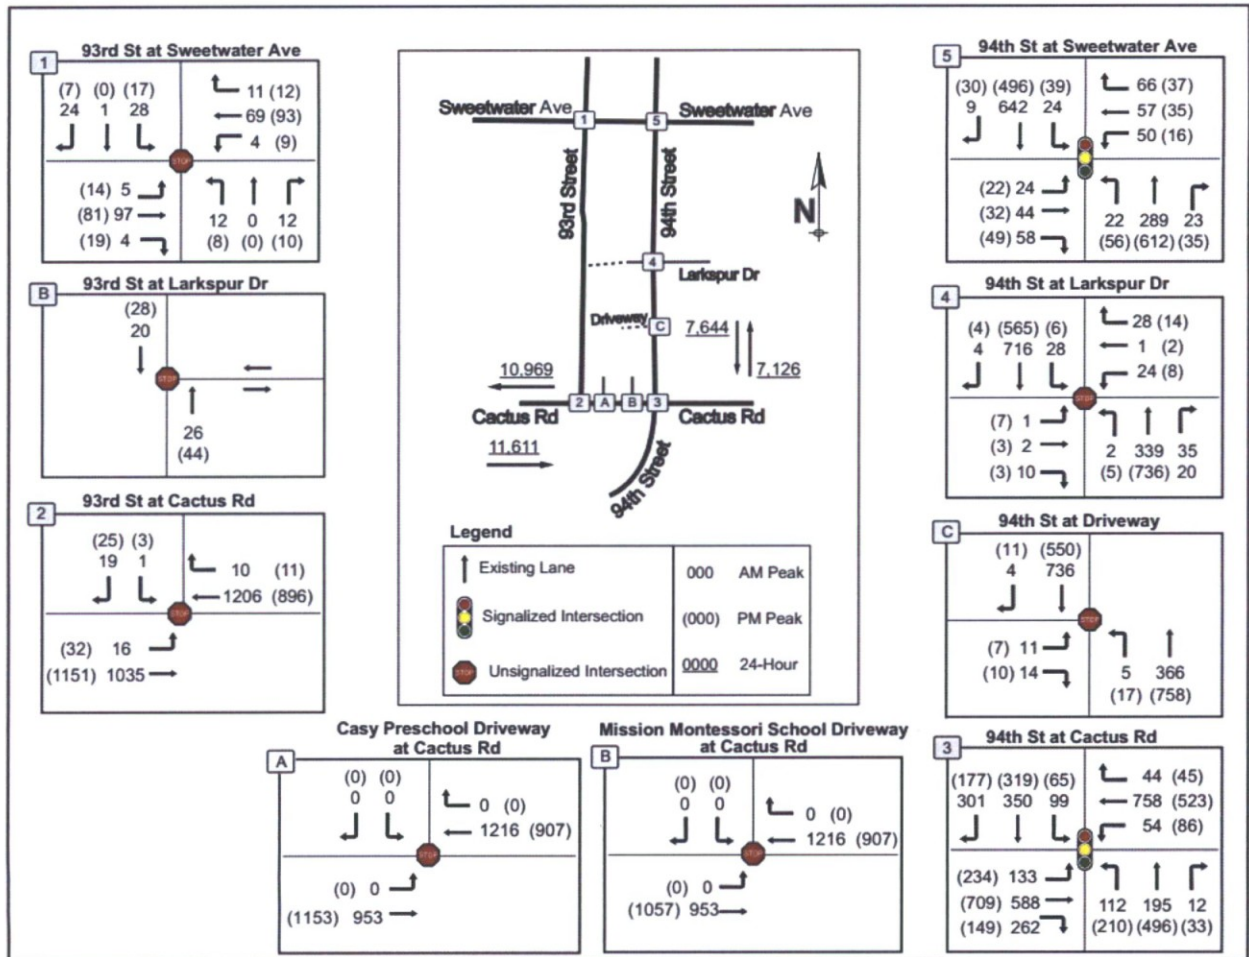 1
93rd St at Sweetwater Ave
(7) (0) (17)
24 1 28
11 (12)
69 (93)
4 (9)
STOP
(14) 5
(81) 97
(19) 4
12 0 12
(8) (0) (10)
B
93rd St at Larkspur Dr
(28)
20
STOP
26
(44)
2
93rd St at Cactus Rd
(25) (3)
19 1
10 (11)
1206 (896)
STOP
(32) 16
(1151) 1035
Sweetwater Ave
1
5
Sweetwater Ave
93rd Street
94th Street
N
4
Larkspur Dr
Driveway
C
7,644
7,126
10,969
2
A
B
3
Cactus Rd
Cactus Rd
11,611
94th Street
Legend
Existing Lane
000 AM Peak
Signalized Intersection
(000) PM Peak
STOP
Unsignalized Intersection
0000 24-Hour
5
94th St at Sweetwater Ave
(30) (496) (39)
9 642 24
66 (37)
57 (35)
50 (16)
(22) 24
(32) 44
(49) 58
22 289 23
(56) (612) (35)
4
94th St at Larkspur Dr
(4) (565) (6)
4 716 28
28 (14)
1 (2)
24 (8)
STOP
(7) 1
(3) 2
(3) 10
2 339 35
(5) (736) 20
C
94th St at Driveway
(11) (550)
4 736
STOP
(7) 11
(10) 14
5 366
(17) (758)
3
94th St at Cactus Rd
(177) (319) (65)
301 350 99
44 (45)
758 (523)
54 (86)
(234) 133
(709) 588
(149) 262
112 195 12
(210) (496) (33)
A
Casy Preschool Driveway
at Cactus Rd
(0) (0)
0 0
0 (0)
1216 (907)
STOP
(0) 0
(1153) 953
B
Mission Montessori School Driveway
at Cactus Rd
(0) (0)
0 0
0 (0)
1216 (907)
STOP
(0) 0
(1057) 953